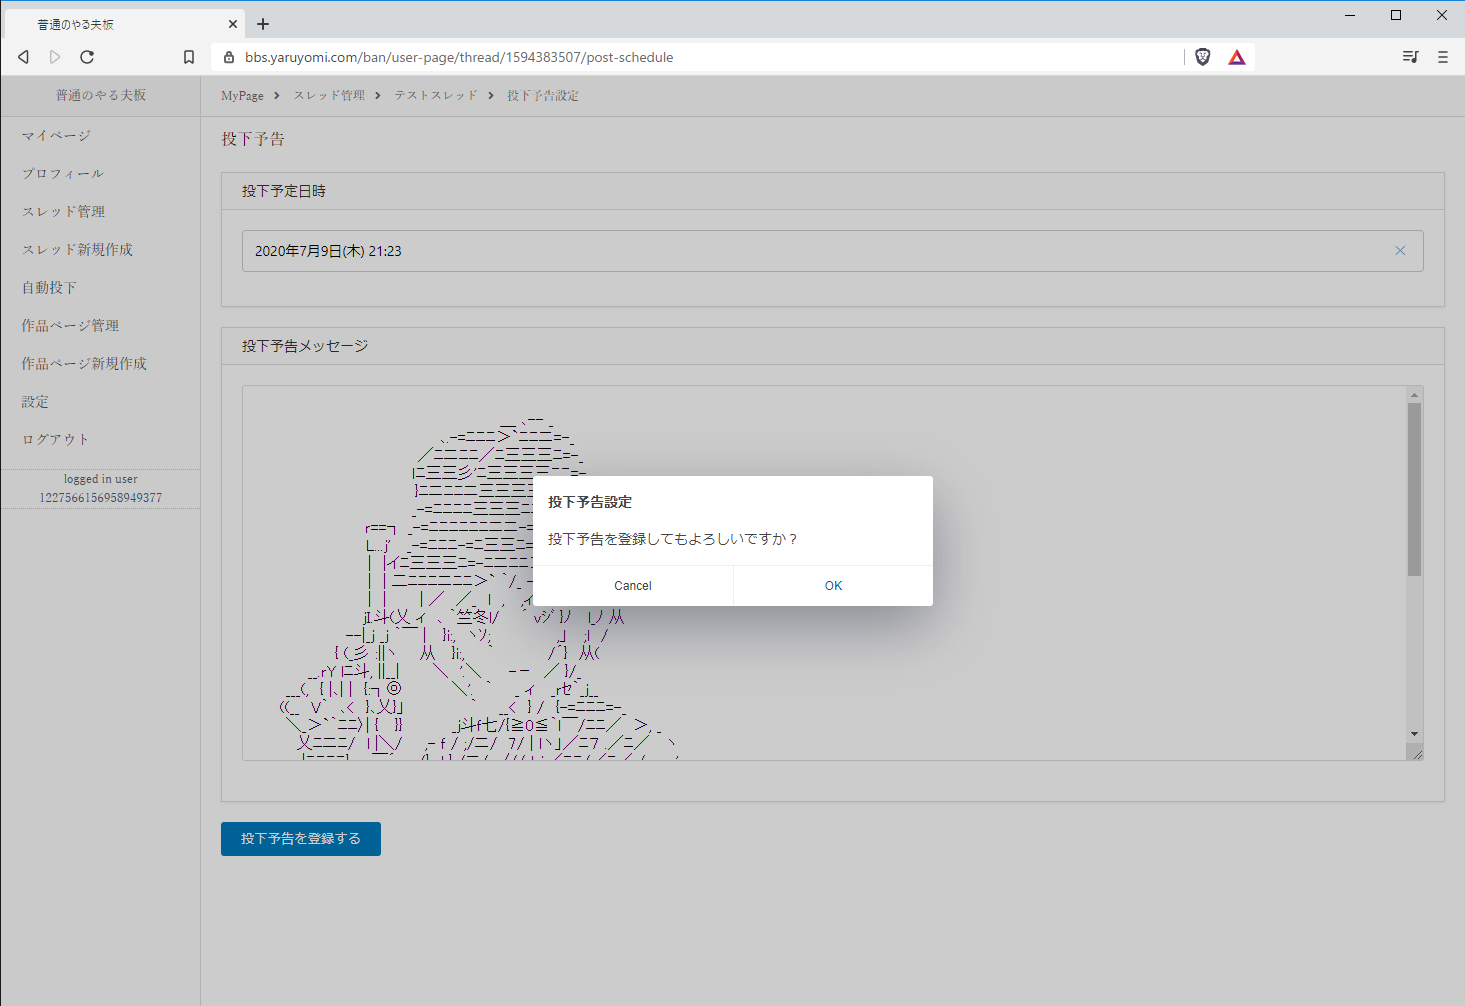 普通のやる夫板
bbs.yaruyomi.com/ban/user-page/thread/1594383507/post-schedule
普通のやる夫板
MyPage > スレッド管理 > テストスレッド > 投下予告設定
マイページ
プロフィール
スレッド管理
スレッド新規作成
自動投下
作品ページ管理
作品ページ新規作成
設定
ログアウト
logged in user
1227566156958949377
投下予告
投下予定日時
2020年7月9日(木) 21:23
投下予告メッセージ
投下予告設定
投下予告を登録してもよろしいですか？
Cancel
OK
投下予告を登録する